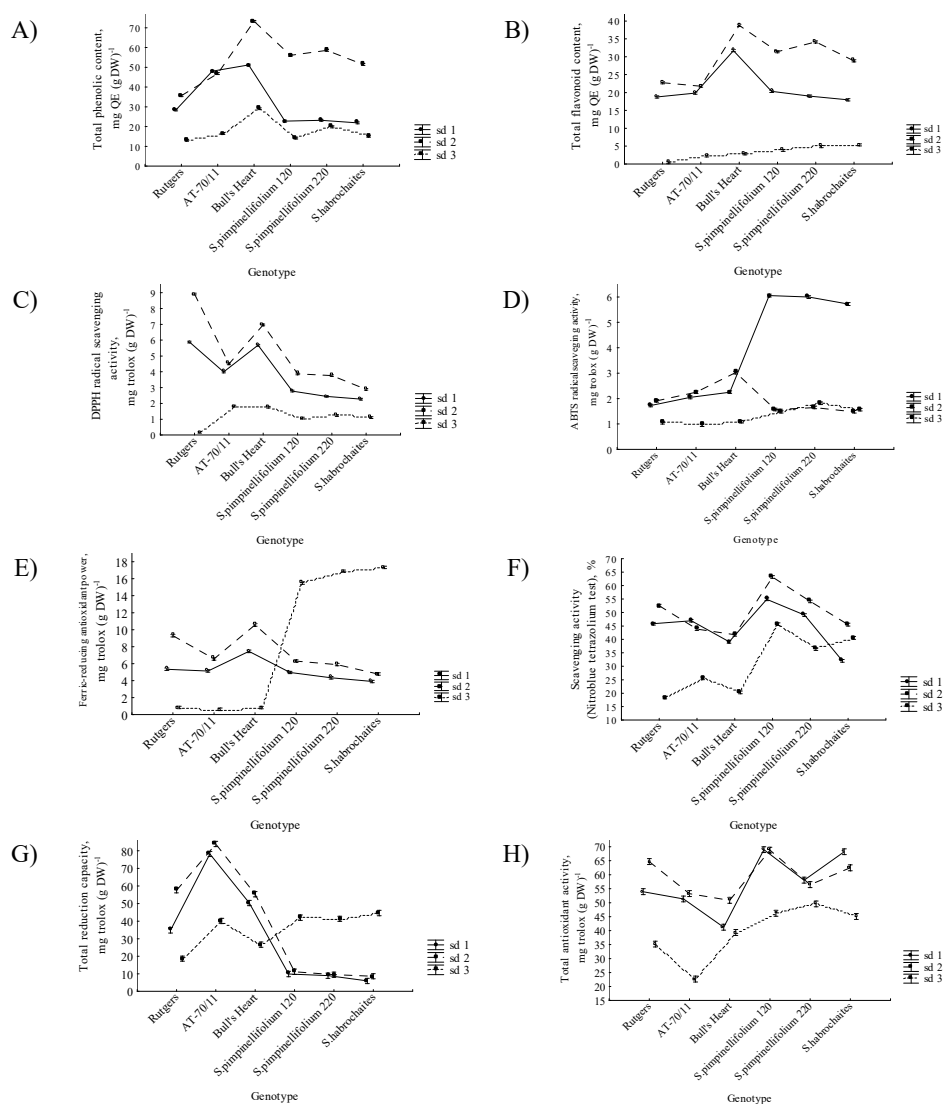 A)
Total phenolic content,
mg QE (g DW)-1
70
60
50
40
30
20
10
0
Rutgers
AT-70/11
Bull's Heart
S.pimpinellifolium 120
S.pimpinellifolium 220
S.habrochaites
Genotype
sd 1
sd 2
sd 3
B)
Total flavonoid content,
mg QE (g DW)-1
40
35
30
25
20
15
10
5
0
Rutgers
AT-70/11
Bull's Heart
S.pimpinellifolium 120
S.pimpinellifolium 220
S.habrochaites
Genotype
sd 1
sd 2
sd 3
C)
DPPH radical scavenging
activity,
mg trolox (g DW)-1
9
8
7
6
5
4
3
2
1
0
Rutgers
AT-70/11
Bull's Heart
S.pimpinellifolium 120
S.pimpinellifolium 220
S.habrochaites
Genotype
sd 1
sd 2
sd 3
D)
ABTS radical scaveging activity,
mg trolox (g DW)-1
6
5
4
3
2
1
0
Rutgers
AT-70/11
Bull's Heart
S.pimpinellifolium 120
S.pimpinellifolium 220
S.habrochaites
Genotype
sd 1
sd 2
sd 3
E)
Ferric-reducing antioxidant power,
mg trolox (g DW)-1
18
16
14
12
10
8
6
4
2
0
Rutgers
AT-70/11
Bull's Heart
S.pimpinellifolium 120
S.pimpinellifolium 220
S.habrochaites
Genotype
sd 1
sd 2
sd 3
F)
Scavenging activity
(Nitroblue tetrazolium test), %
70
65
60
55
50
45
40
35
30
25
20
15
10
Rutgers
AT-70/11
Bull's Heart
S.pimpinellifolium 120
S.pimpinellifolium 220
S.habrochaites
Genotype
sd 1
sd 2
sd 3
G)
Total reduction capacity,
mg trolox (g DW)-1
80
70
60
50
40
30
20
10
0
Rutgers
AT-70/11
Bull's Heart
S.pimpinellifolium 120
S.pimpinellifolium 220
S.habrochaites
Genotype
sd 1
sd 2
sd 3
H)
Total antioxidant activity,
mg trolox (g DW)-1
70
65
60
55
50
45
40
35
30
25
20
15
Rutgers
AT-70/11
Bull's Heart
S.pimpinellifolium 120
S.pimpinellifolium 220
S.habrochaites
Genotype
sd 1
sd 2
sd 3